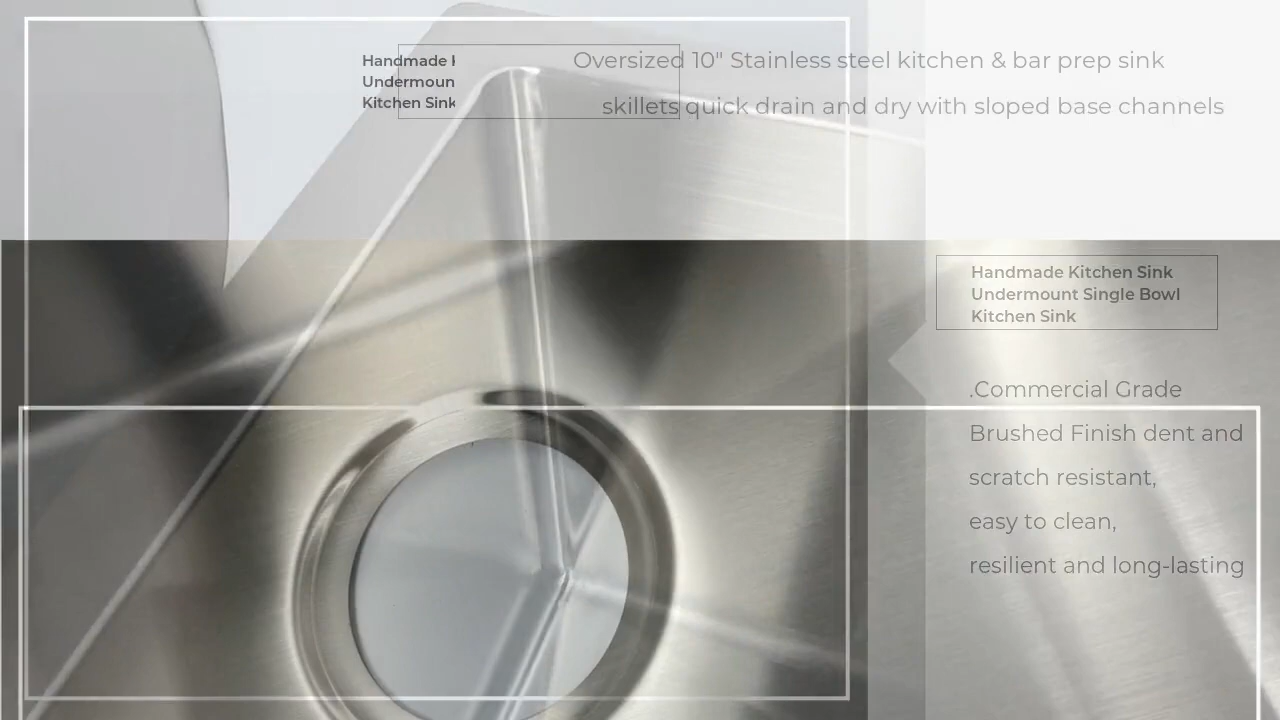 Handmade K
Undermoun
Kitchen Sink
Oversized 10" Stainless steel kitchen & bar prep sink
skillets quick drain and dry with sloped base channels
Handmade Kitchen Sink
Undermount Single Bowl
Kitchen Sink
.Commercial Grade
Brushed Finish dent and
scratch resistant,
easy to clean,
resilient and long-lasting